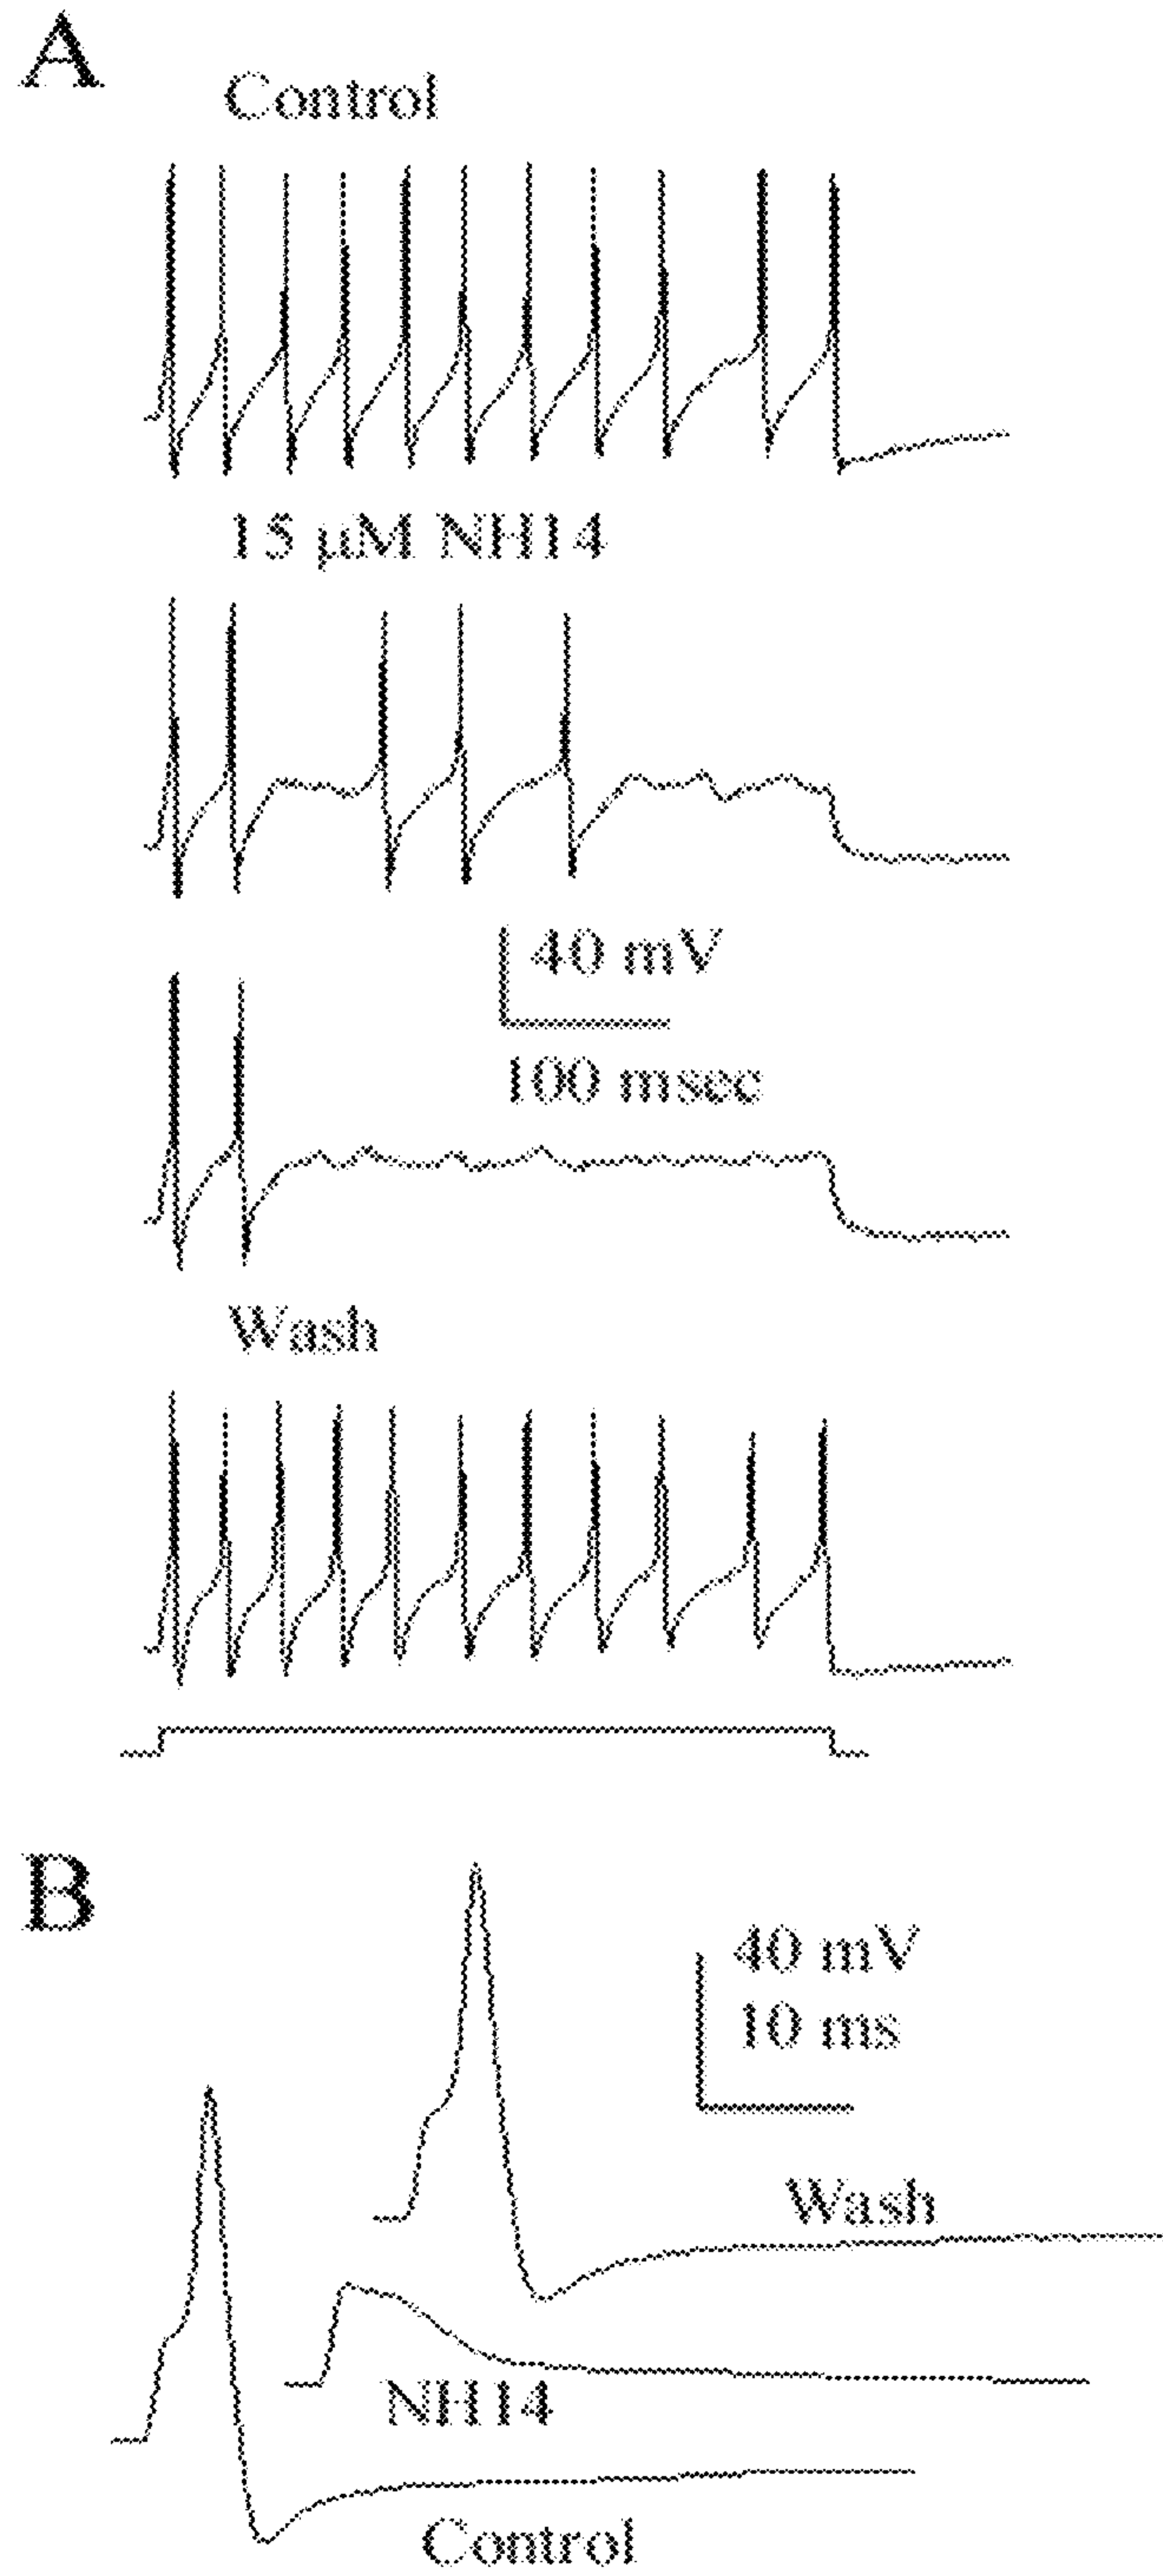 A
Control
15 µM NH14
40 mV
100 msec
Wash
B
40 mV
10 ms
Wash
NH14
Control